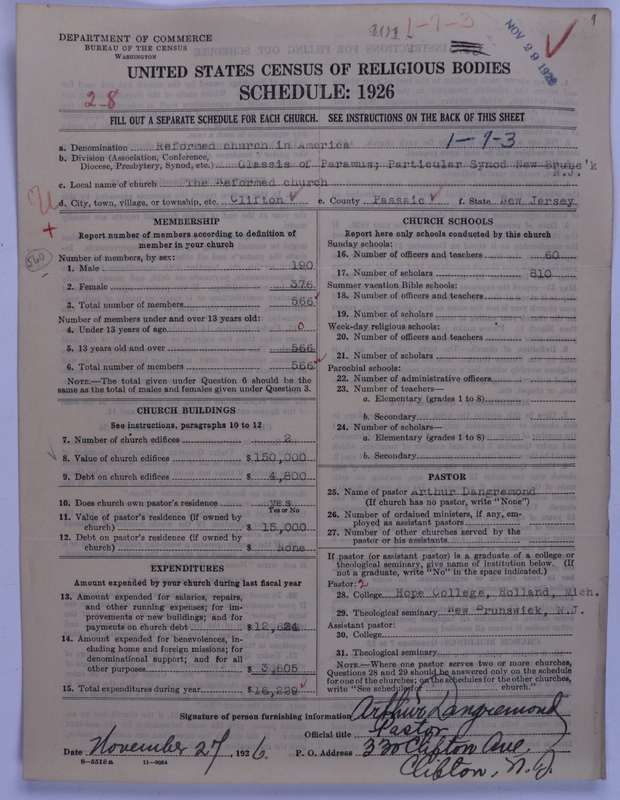 DEPARTMENT OF COMMERCE
BUREAU OF THE CENSUS
WASHINGTON
1-7-3
NOV 29 1926
9
UNITED STATES CENSUS OF RELIGIOUS BODIES
SCHEDULE: 1926
2-8
FILL OUT A SEPARATE SCHEDULE FOR EACH CHURCH. SEE INSTRUCTIONS ON THE BACK OF THIS SHEET
1-7-3
a. Denomination Reformed church in America
b. Division (Association, Conference,
Diocese, Presbytery, Synod, etc.) Classis of Paramus; Particular Synod New Bruns'k
N.J.
c. Local name of church The Reformed church
d. City, town, village, or township, etc. Clifton e. County Passaic f. State New Jersey
MEMBERSHIP
Report number of members according to definition of
member in your church
Number of members, by sex:
560
1. Male 190
2. Female 376
3. Total number of members 566
Number of members under and over 13 years old:
4. Under 13 years of age 0
5. 13 years old and over 566
6. Total number of members 566
NOTE.—The total given under Question 6 should be the
same as the total of males and females given under Question 3.
CHURCH BUILDINGS
See instructions, paragraphs 10 to 12
7. Number of church edifices 2
8. Value of church edifices $ 150,000
9. Debt on church edifices $ 4,800
10. Does church own pastor's residence yes
Yes or No
11. Value of pastor's residence (if owned by
church) $ 15,000
12. Debt on pastor's residence (if owned by
church) $ None
EXPENDITURES
Amount expended by your church during last fiscal year
13. Amount expended for salaries, repairs,
and other running expenses; for im-
provements or new buildings; and for
payments on church debt $ 12,624
14. Amount expended for benevolences, in-
cluding home and foreign missions; for
denominational support; and for all
other purposes $ 3,605
15. Total expenditures during year $ 16,229
CHURCH SCHOOLS
Report here only schools conducted by this church
Sunday schools:
16. Number of officers and teachers 60
17. Number of scholars 810
Summer vacation Bible schools:
18. Number of officers and teachers
19. Number of scholars
Week-day religious schools:
20. Number of officers and teachers
21. Number of scholars
Parochial schools:
22. Number of administrative officers
23. Number of teachers—
a. Elementary (grades 1 to 8)
b. Secondary
24. Number of scholars—
a. Elementary (grades 1 to 8)
b. Secondary
PASTOR
25. Name of pastor Arthur Dangremond
(If church has no pastor, write "None")
26. Number of ordained ministers, if any, em-
ployed as assistant pastors
27. Number of other churches served by the
pastor or his assistants
If pastor (or assistant pastor) is a graduate of a college or
theological seminary, give name of institution below. (If
not a graduate, write "No" in the space indicated.)
Pastor: 2
28. College Hope College, Holland, Mich.
29. Theological seminary New Brunswick, N.J.
Assistant pastor:
30. College
31. Theological seminary
NOTE.—Where one pastor serves two or more churches,
Questions 28 and 29 should be answered only on the schedule
for one of the churches; on the schedules for the other churches,
write "See schedule for church."
Signature of person furnishing information Arthur Dangremond
Official title Pastor
Date November 27, 1926. P. O. Address 330 Clifton Ave.
Clifton, N.J.
8-5518a 11-9084